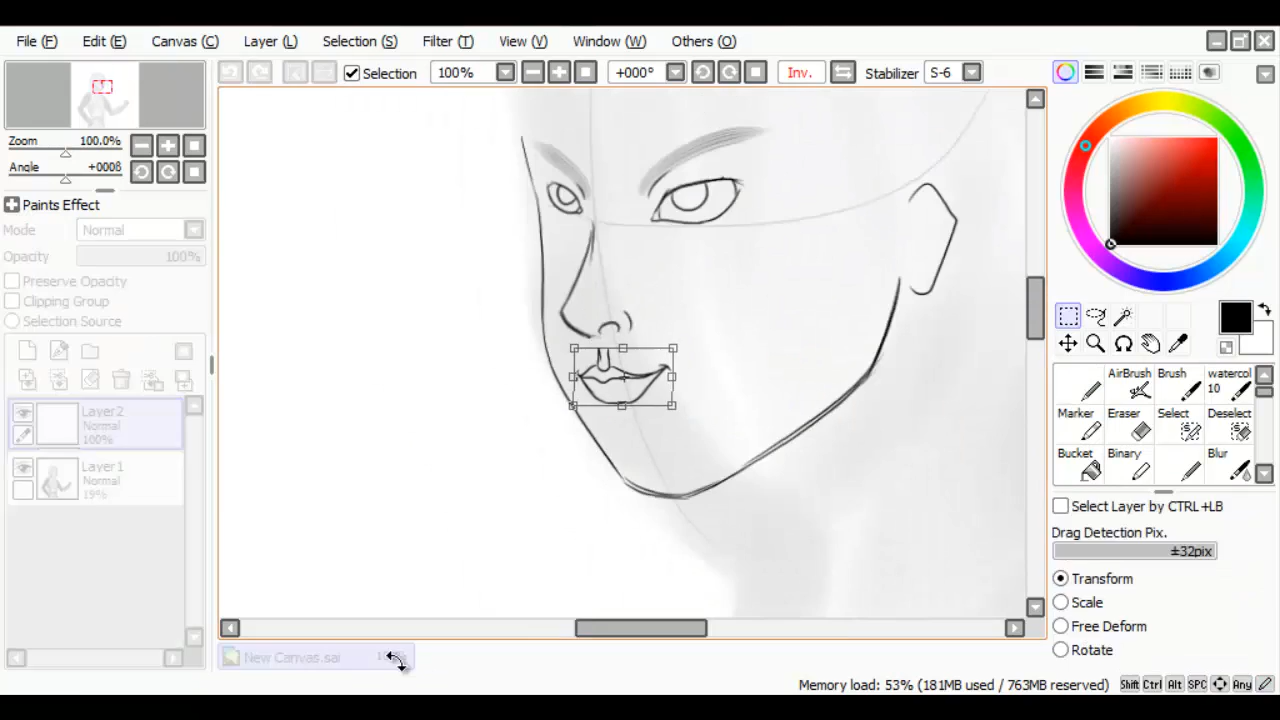 File (F) Edit (E) Canvas (C) Layer (L) Selection (S) Filter (T) View (V) Window (W) Others (O)
Selection 100% +000° Inv. Stabilizer S-6
Zoom 100.0%
Angle +000ß
Paints Effect
Mode Normal
Opacity 100%
Preserve Opacity
Clipping Group
Selection Source
Layer2
Normal
100%
Layer1
Normal
19%
AirBrush Brush watercol
10
Marker Eraser Select Deselect
Bucket Binary Blur
Select Layer by CTRL+LB
Drag Detection Pix.
±32pix
Transform
Scale
Free Deform
Rotate
New Canvas.sai
Memory load: 53% (181MB used / 763MB reserved) Shift Ctrl Alt SPC Any